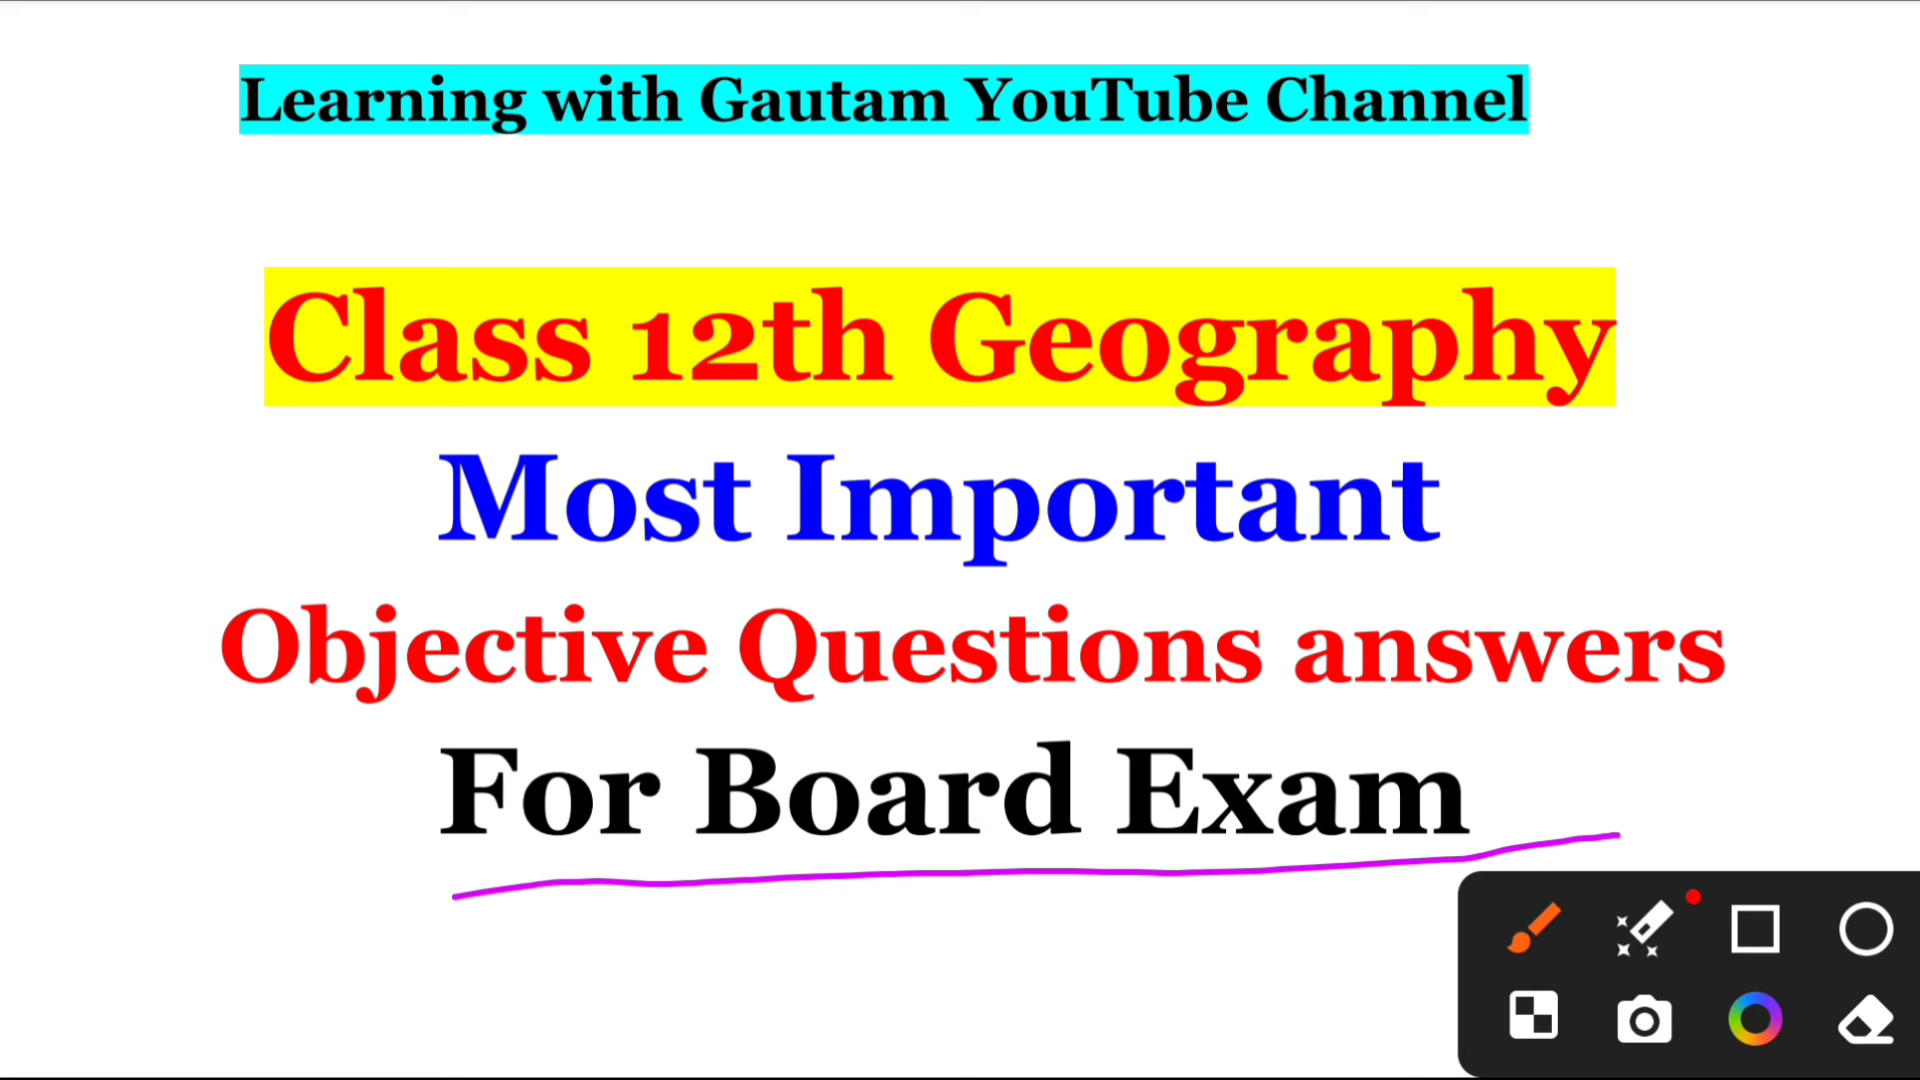 Learning with Gautam YouTube Channel
Class 12th Geography
Most Important
Objective Questions answers
For Board Exam